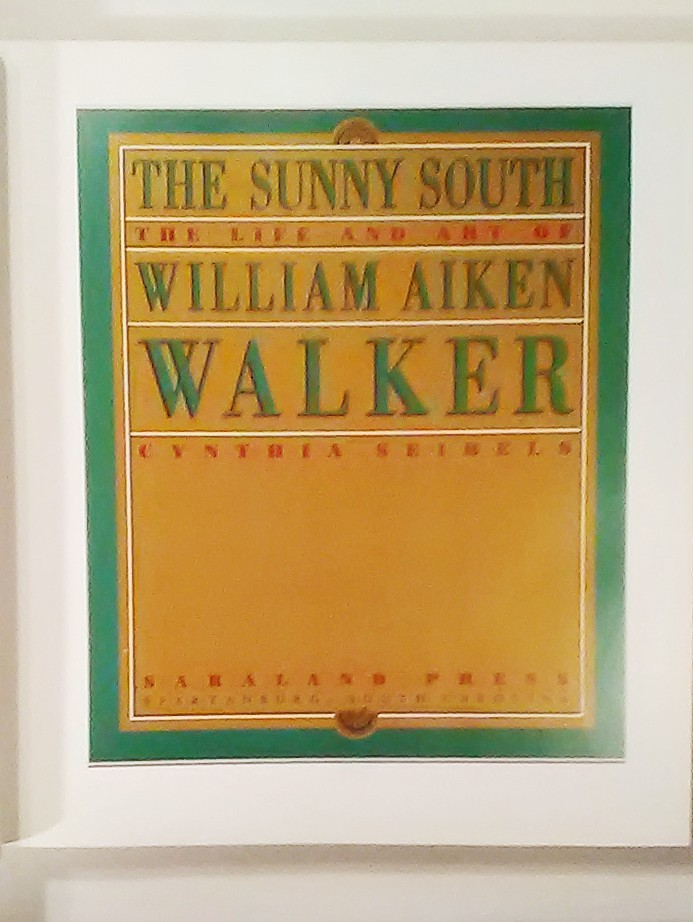 THE SUNNY SOUTH
THE LIFE AND ART OF
WILLIAM AIKEN
WALKER
CYNTHIA SEIBELS
SARALAND PRESS
SPARTANBURG, SOUTH CAROLINA